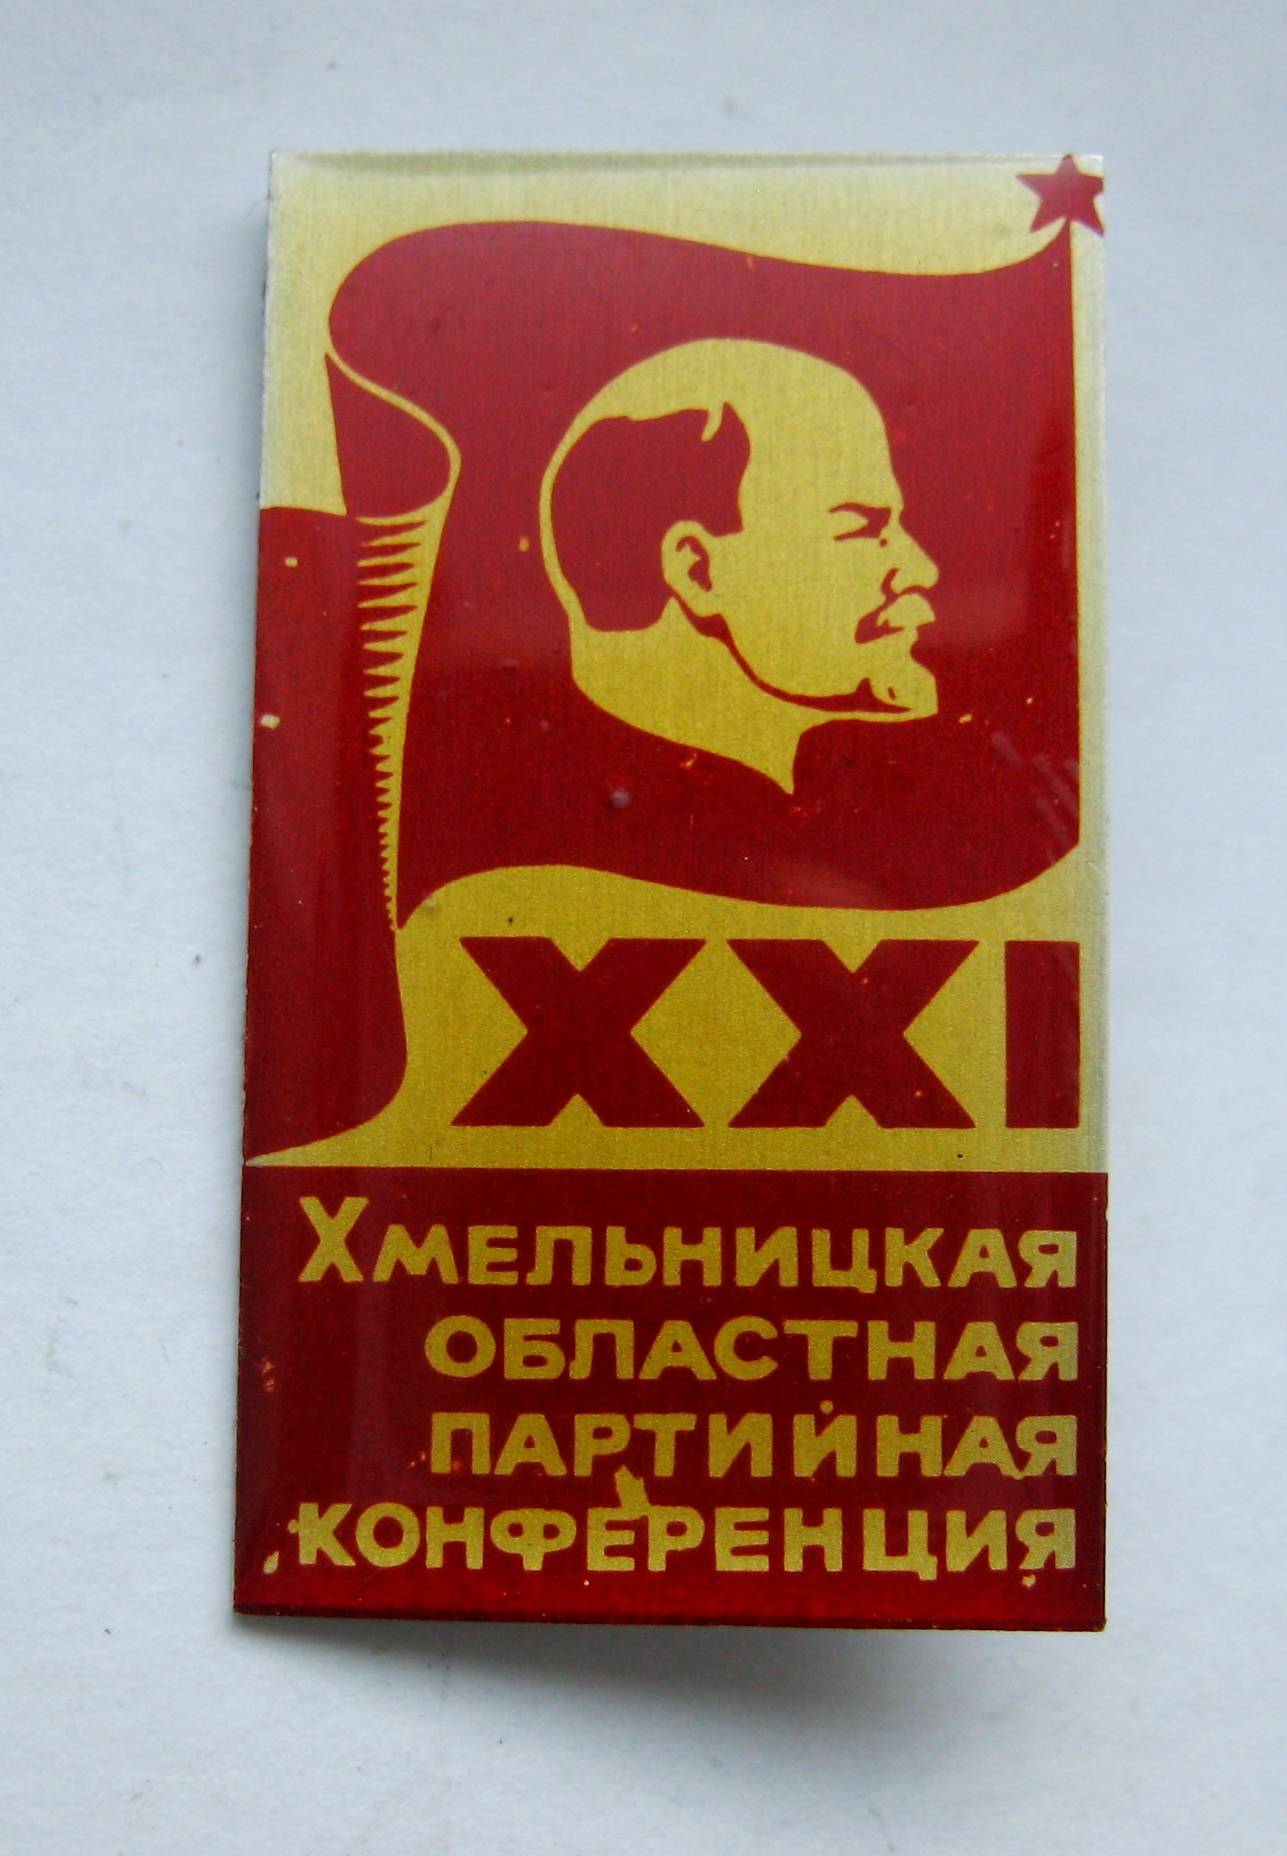 XXI
Хмельницкая
областная
партийная
конференция